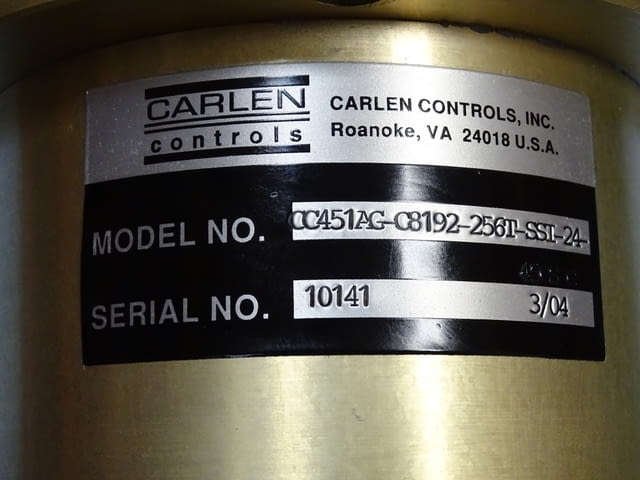 CARLEN
controls
CARLEN CONTROLS, INC.
Roanoke, VA 24018 U.S.A.
MODEL NO. CC451AG-C8192-256T-SSI-24-
SERIAL NO. 10141 3/04